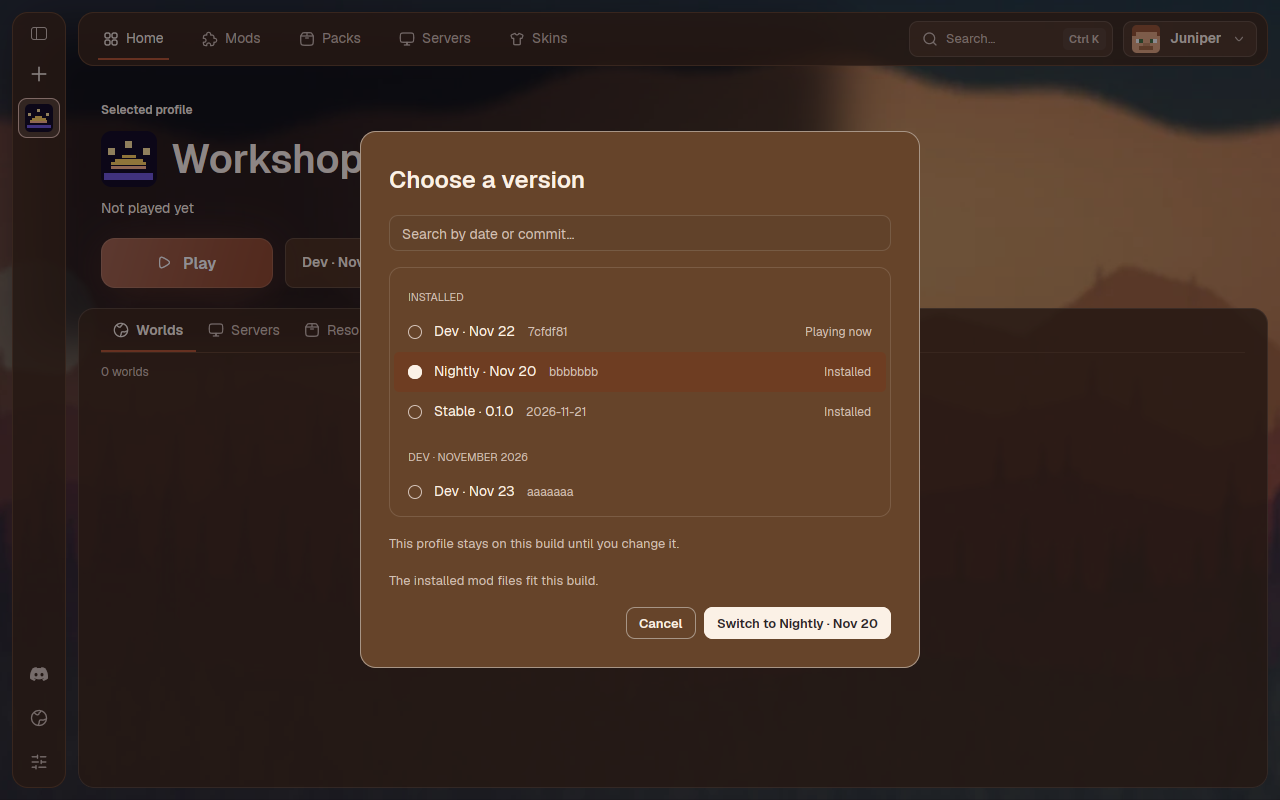 Home
Mods
Packs
Servers
Skins
Search...
Ctrl K
Juniper
Selected profile
Workshop
Not played yet
Play
Dev · Nov
Worlds
Servers
Reso
0 worlds
Choose a version
Search by date or commit...
INSTALLED
Dev · Nov 22 7cfdf81 Playing now
Nightly · Nov 20 bbbbbbb Installed
Stable · 0.1.0 2026-11-21 Installed
DEV · NOVEMBER 2026
Dev · Nov 23 aaaaaaa
This profile stays on this build until you change it.
The installed mod files fit this build.
Cancel
Switch to Nightly · Nov 20